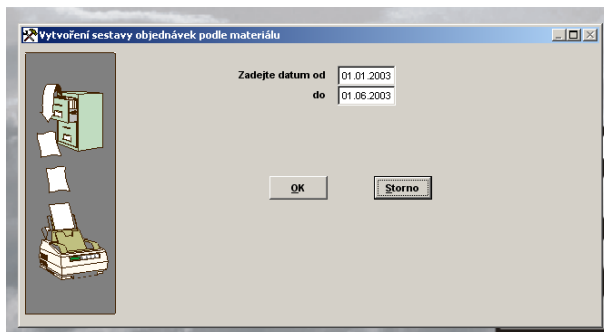 Vytvoření sestavy objednávek podle materiálu
Zadejte datum od 01.01.2003
do 01.06.2003
OK Storno